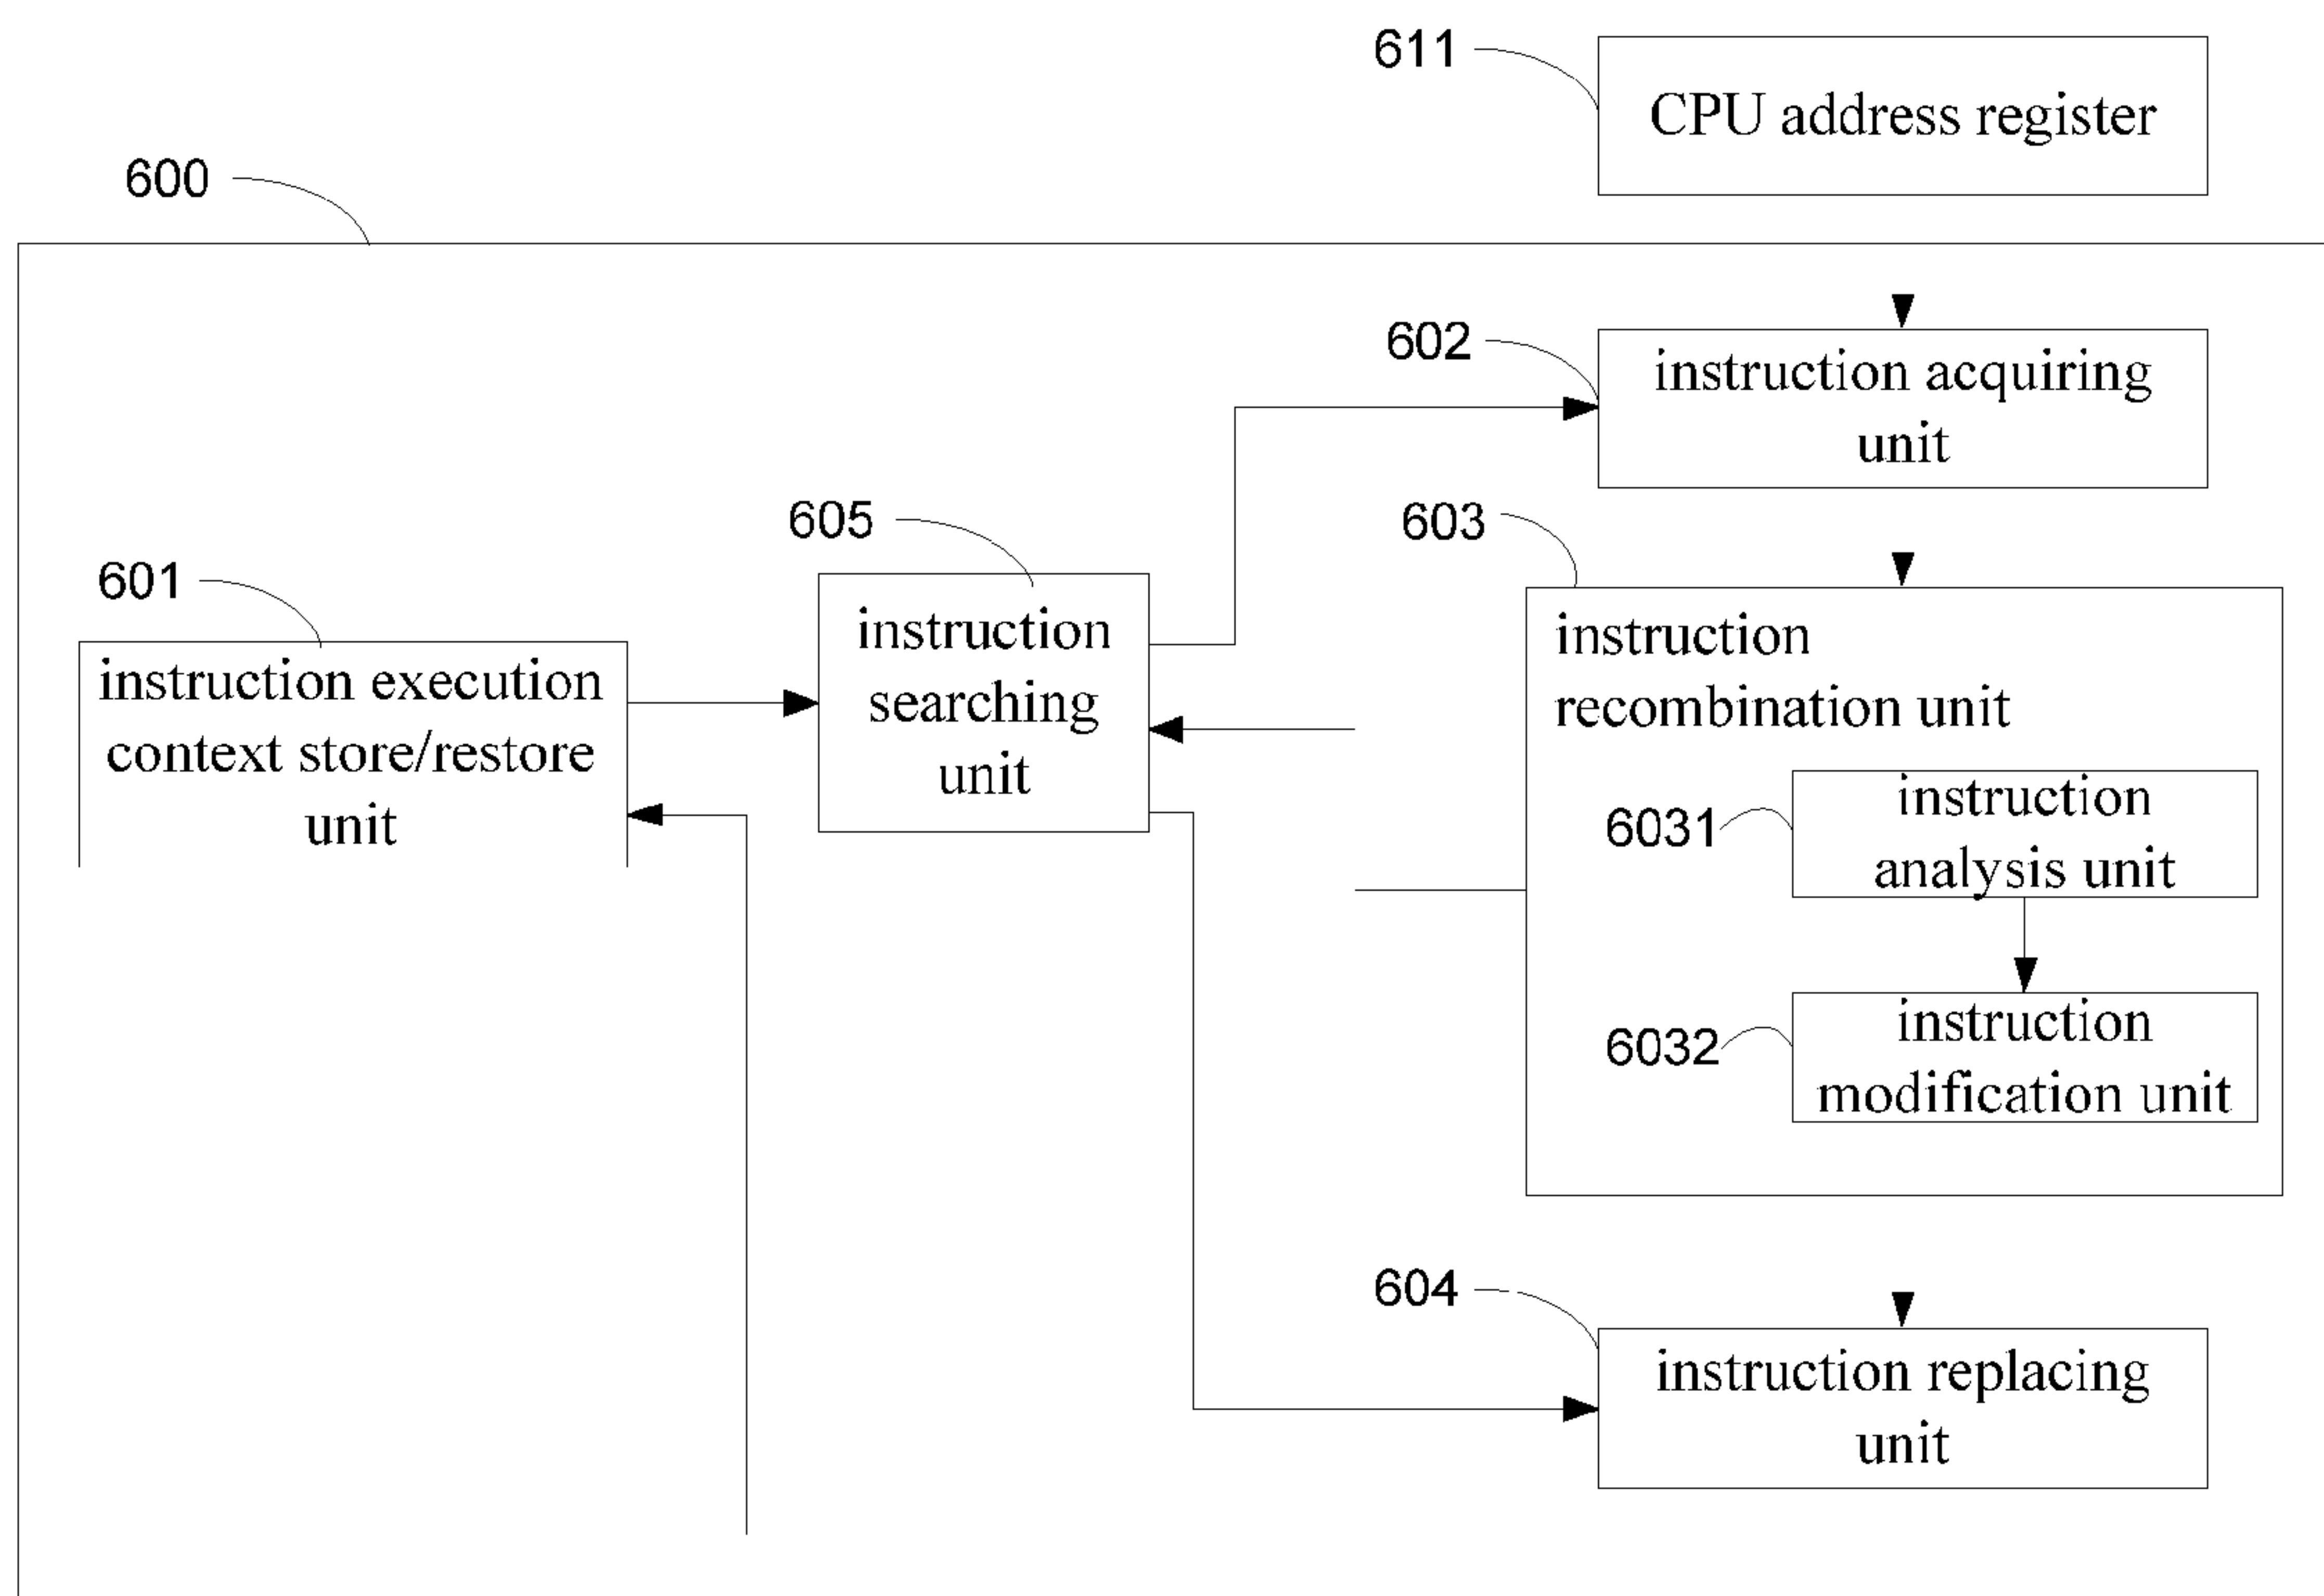 611
CPU address register
600
602
instruction acquiring
unit
605
603
601
instruction
searching
unit
instruction
recombination unit
instruction execution
context store/restore
unit
6031
instruction
analysis unit
6032
instruction
modification unit
604
instruction replacing
unit